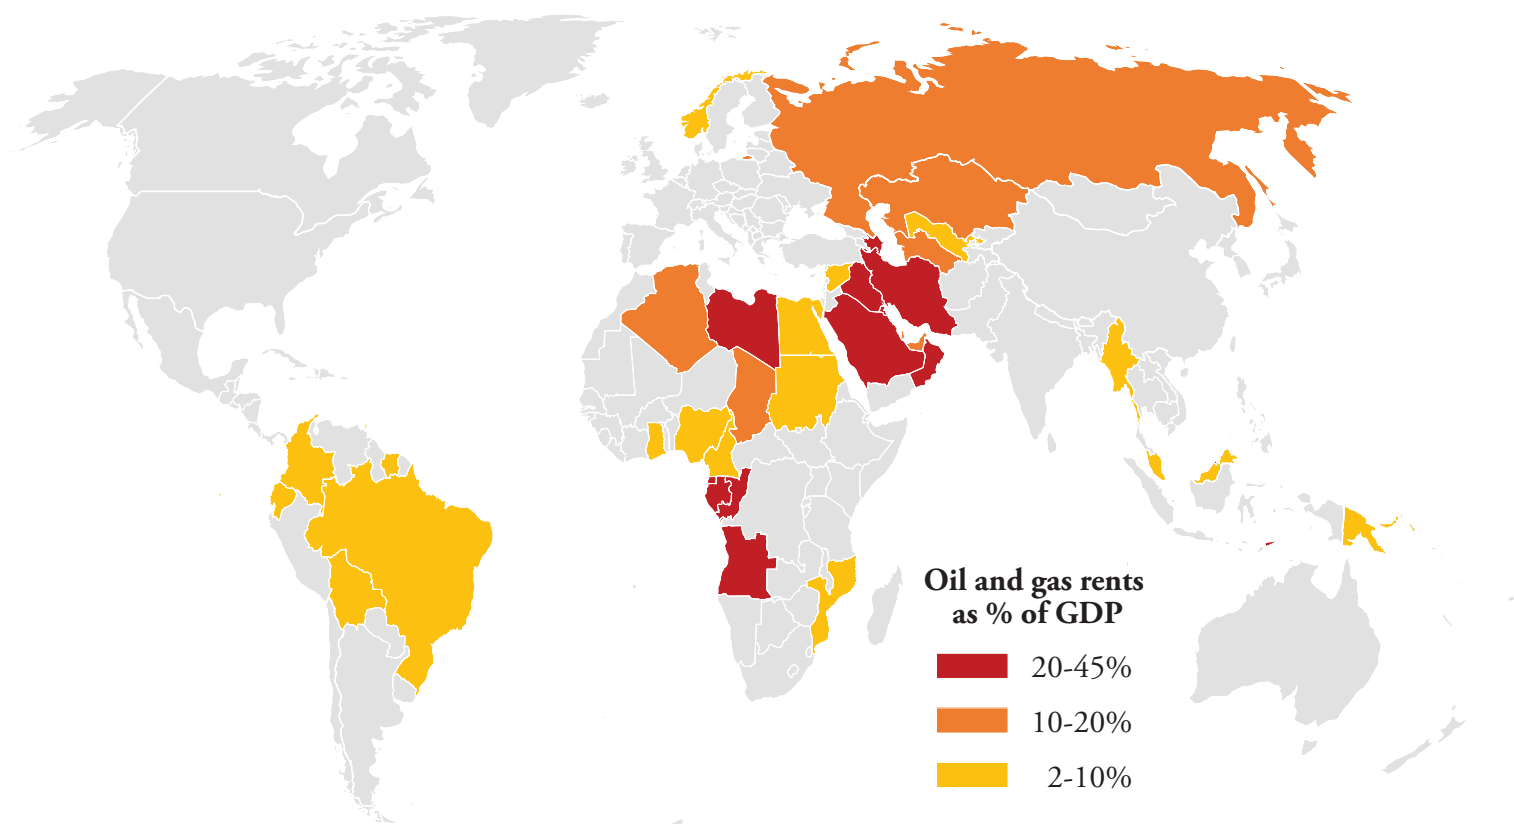 Oil and gas rents
as % of GDP
20-45%
10-20%
2-10%